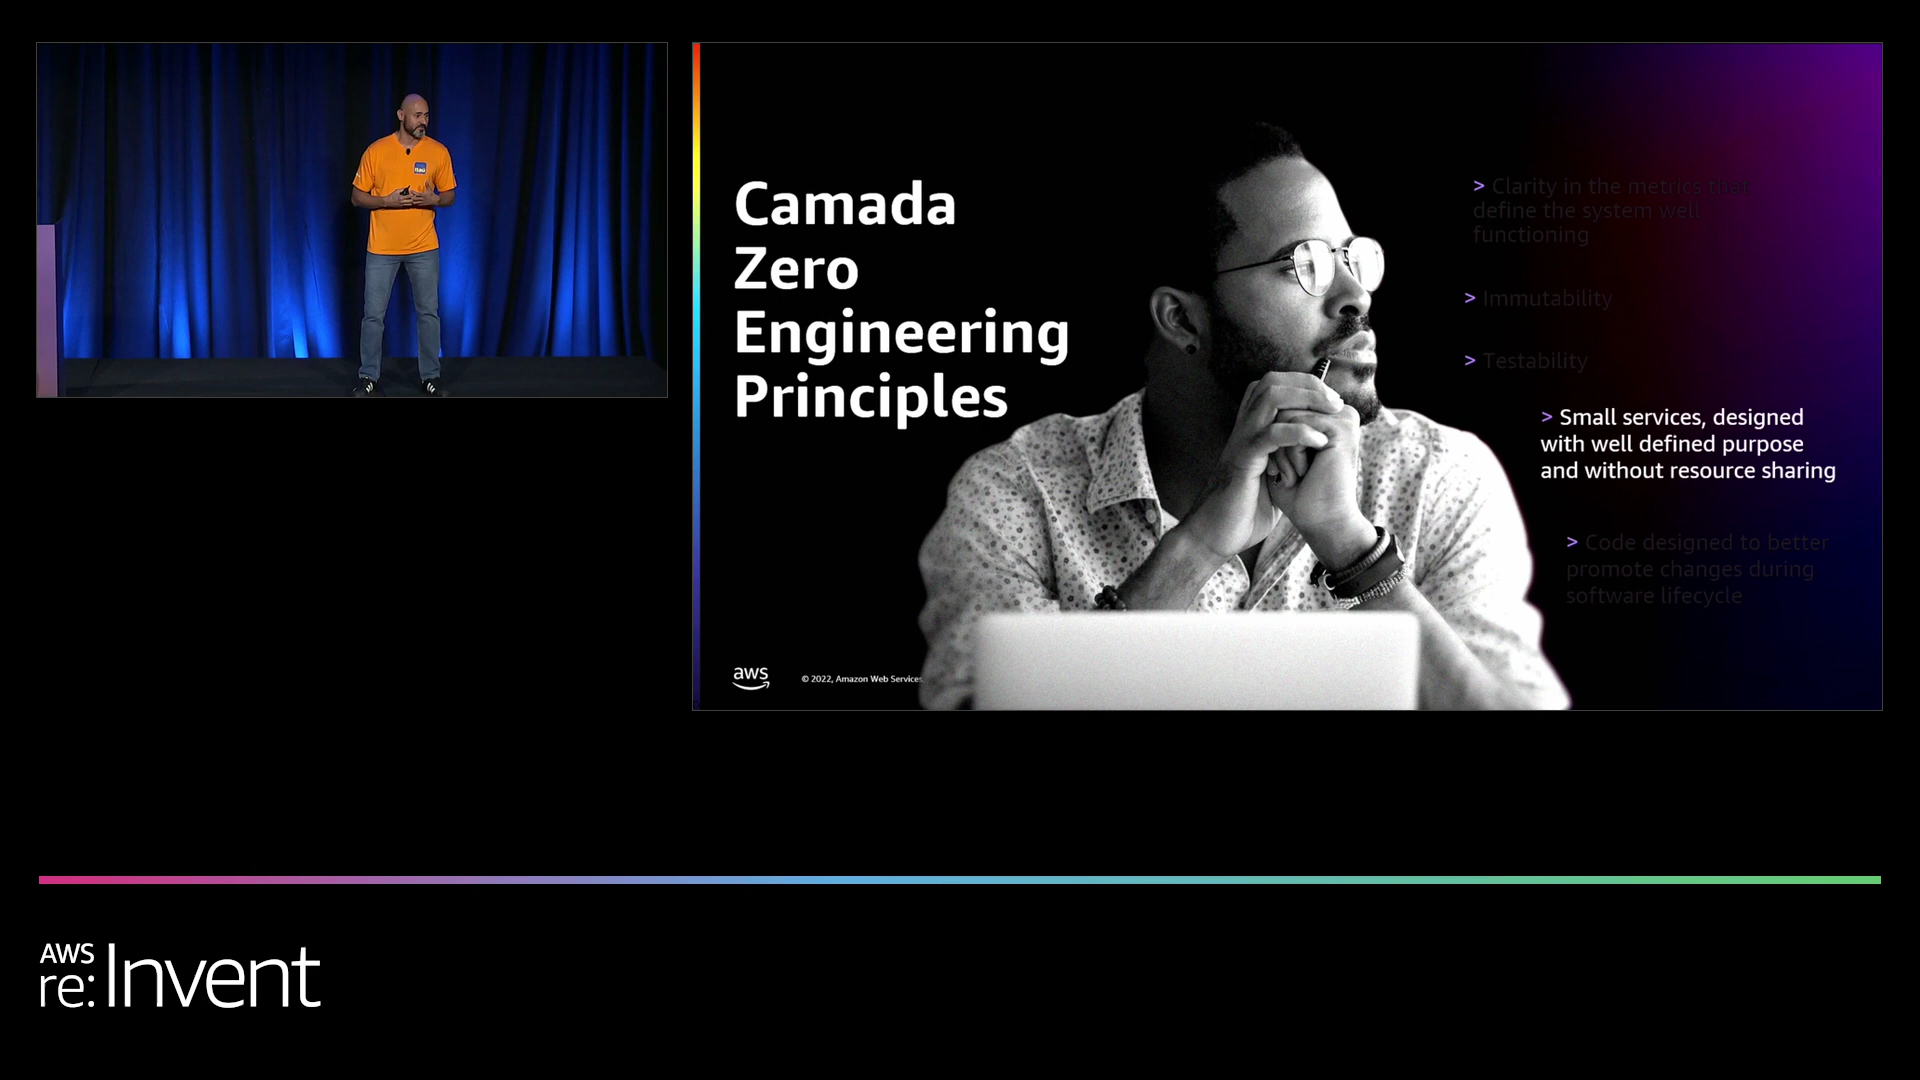 itaú
Camada
Zero
Engineering
Principles
> Clarity in the metrics that
define the system well
functioning
> Immutability
> Testability
> Small services, designed
with well defined purpose
and without resource sharing
> Code designed to better
promote changes during
software lifecycle
aws
© 2022, Amazon Web Services
AWS
re:Invent